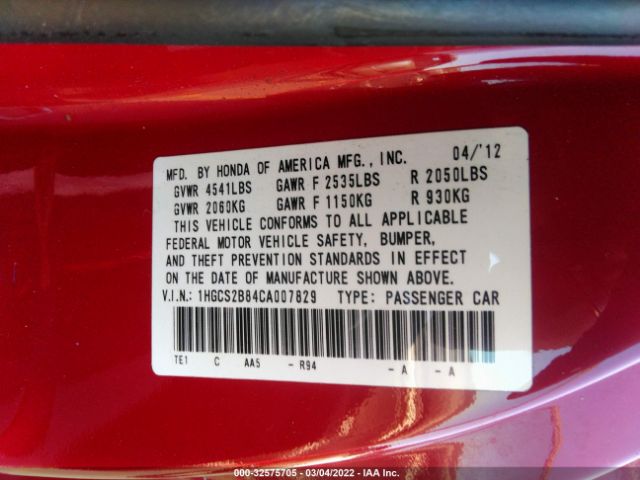 MFD. BY HONDA OF AMERICA MFG., INC. 04/'12
GVWR 4541LBS GAWR F 2535LBS R 2050LBS
GVWR 2060KG GAWR F 1150KG R 930KG
THIS VEHICLE CONFORMS TO ALL APPLICABLE
FEDERAL MOTOR VEHICLE SAFETY, BUMPER,
AND THEFT PREVENTION STANDARDS IN EFFECT
ON THE DATE OF MANUFACTURE SHOWN ABOVE.
V.I.N.: 1HGCS2B84CA007829 TYPE: PASSENGER CAR
TE1 C AA5 - R94 - A - A
000-32575705 - 03/04/2022 - IAA Inc.